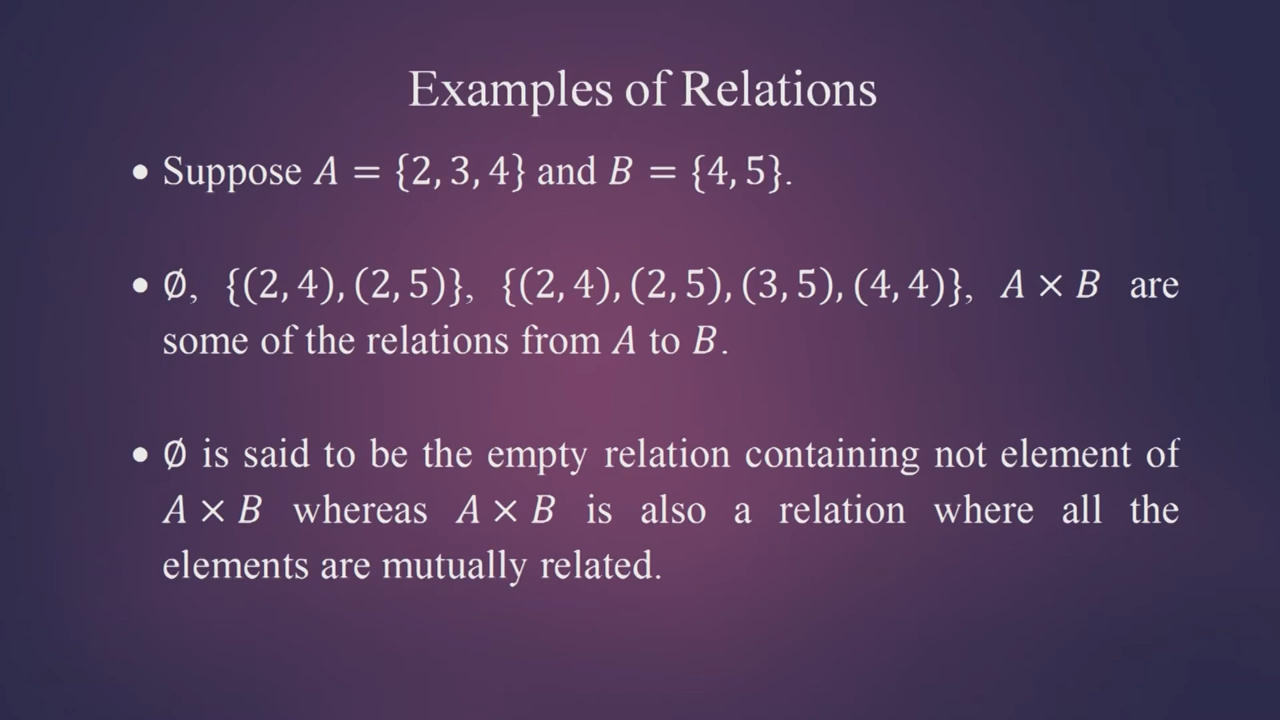 Examples of Relations
• Suppose A = {2, 3, 4} and B = {4, 5}.
• ∅, {(2, 4), (2, 5)}, {(2, 4), (2, 5), (3, 5), (4, 4)}, A × B are
some of the relations from A to B.
• ∅ is said to be the empty relation containing not element of
A × B whereas A × B is also a relation where all the
elements are mutually related.